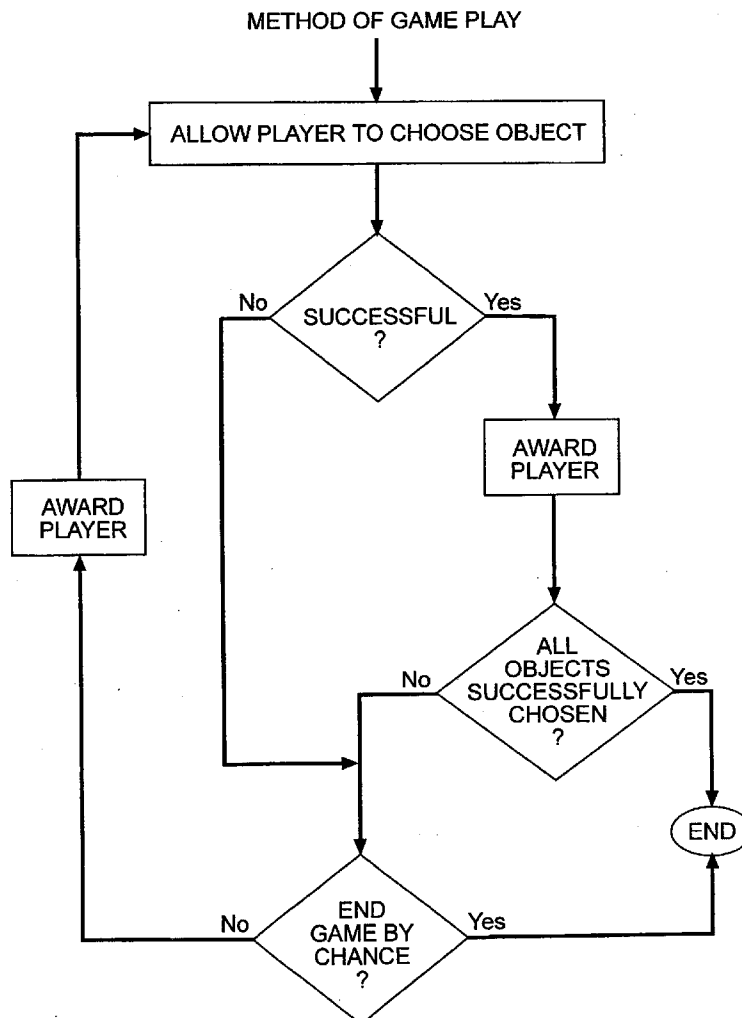 METHOD OF GAME PLAY
ALLOW PLAYER TO CHOOSE OBJECT
No
Yes
SUCCESSFUL
?
AWARD
PLAYER
AWARD
PLAYER
ALL
OBJECTS
SUCCESSFULLY
CHOSEN
?
No
Yes
END
END
GAME BY
CHANCE
?
No
Yes